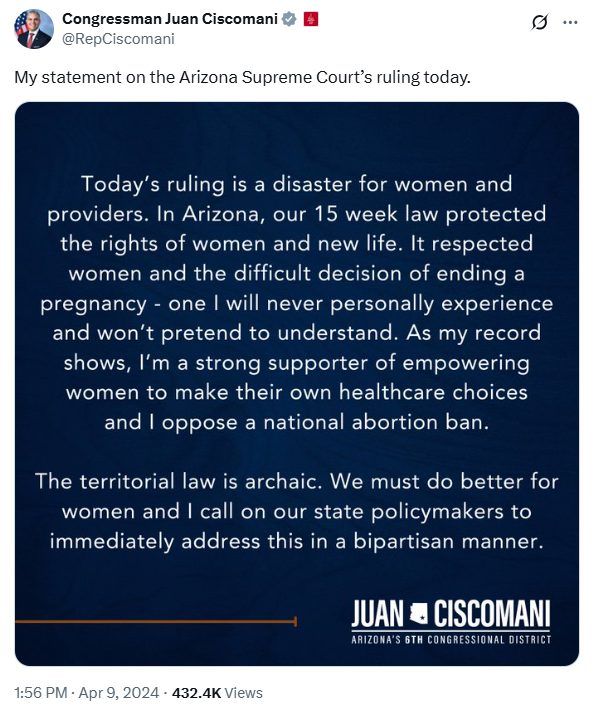 Congressman Juan Ciscomani
@RepCiscomani
My statement on the Arizona Supreme Court's ruling today.
Today's ruling is a disaster for women and
providers. In Arizona, our 15 week law protected
the rights of women and new life. It respected
women and the difficult decision of ending a
pregnancy - one I will never personally experience
and won't pretend to understand. As my record
shows, I'm a strong supporter of empowering
women to make their own healthcare choices
and I oppose a national abortion ban.
The territorial law is archaic. We must do better for
women and I call on our state policymakers to
immediately address this in a bipartisan manner.
JUAN CISCOMANI
ARIZONA'S 6TH CONGRESSIONAL DISTRICT
1:56 PM · Apr 9, 2024 · 432.4K Views